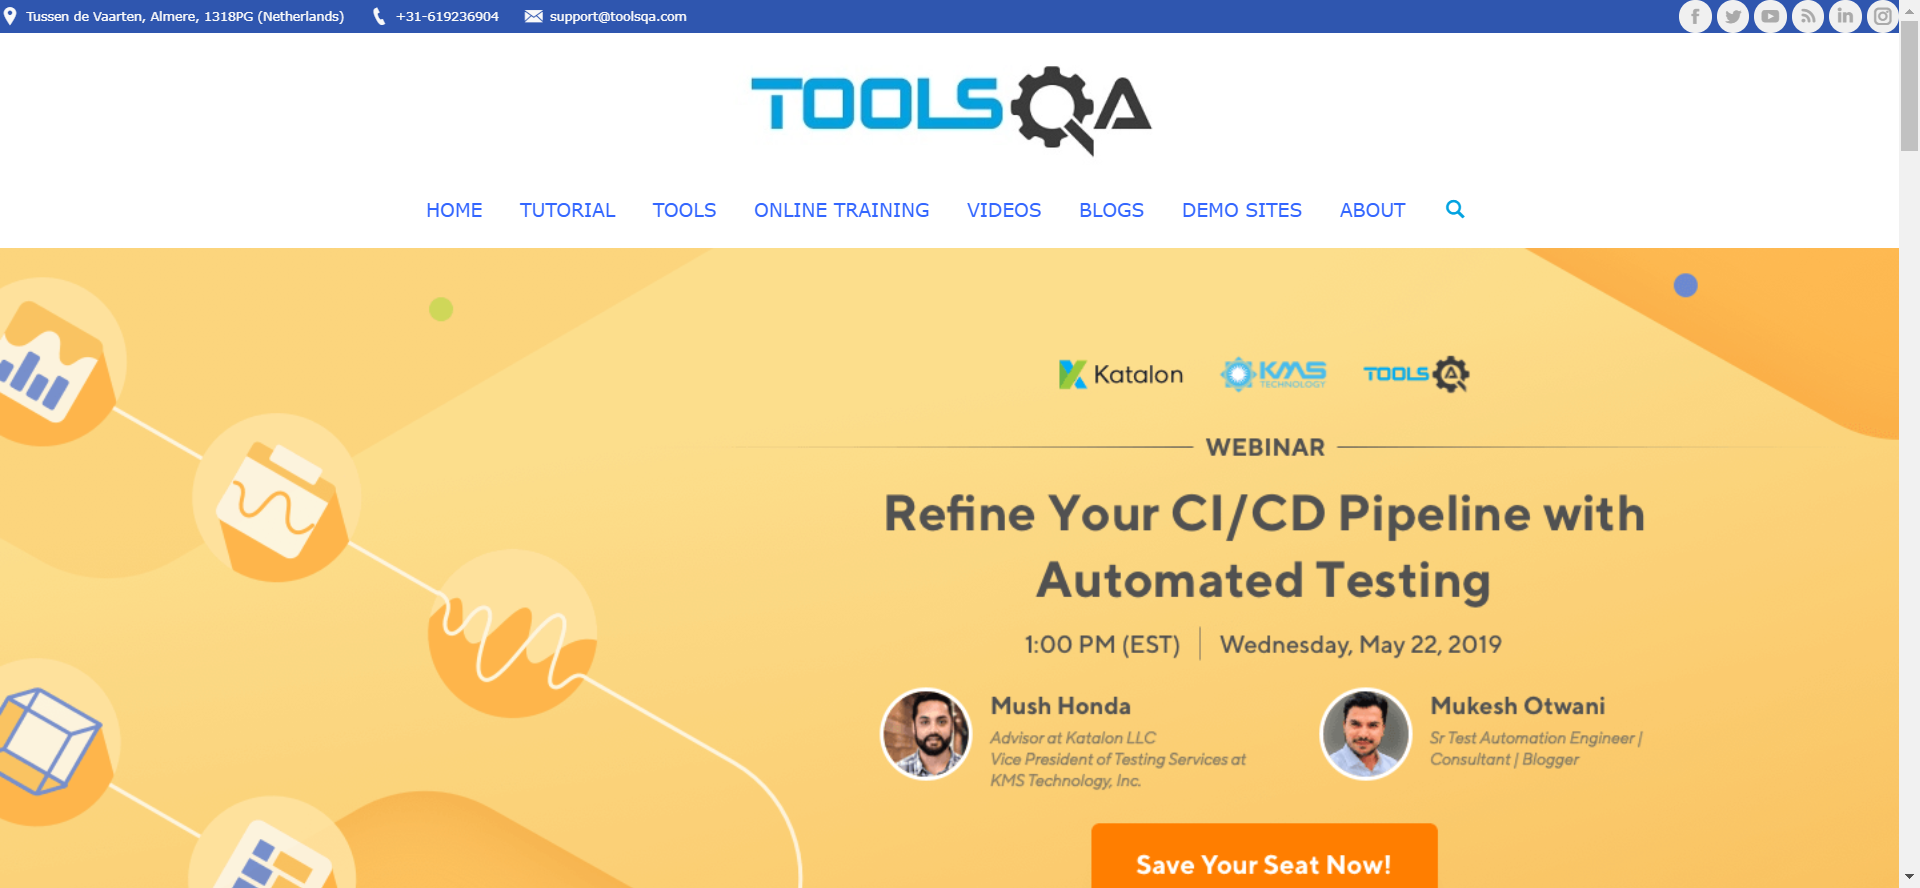 Tussen de Vaarten, Almere, 1318PG (Netherlands) +31-619236904 support@toolsqa.com
TOOLSQA
HOME TUTORIAL TOOLS ONLINE TRAINING VIDEOS BLOGS DEMO SITES ABOUT
Katalon KMS TECHNOLOGY TOOLSQA
WEBINAR
Refine Your CI/CD Pipeline with
Automated Testing
1:00 PM (EST) Wednesday, May 22, 2019
Mush Honda
Advisor at Katalon LLC
Vice President of Testing Services at
KMS Technology, Inc.
Mukesh Otwani
Sr Test Automation Engineer |
Consultant | Blogger
Save Your Seat Now!